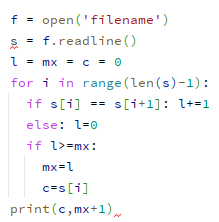 f = open('filename')
s = f.readline()
l = mx = c = 0
for i in range(len(s)-1):
    if s[i] == s[i+1]: l+=1
    else: l=0
    if l>=mx:
        mx=l
        c=s[i]
print(c,mx+1)